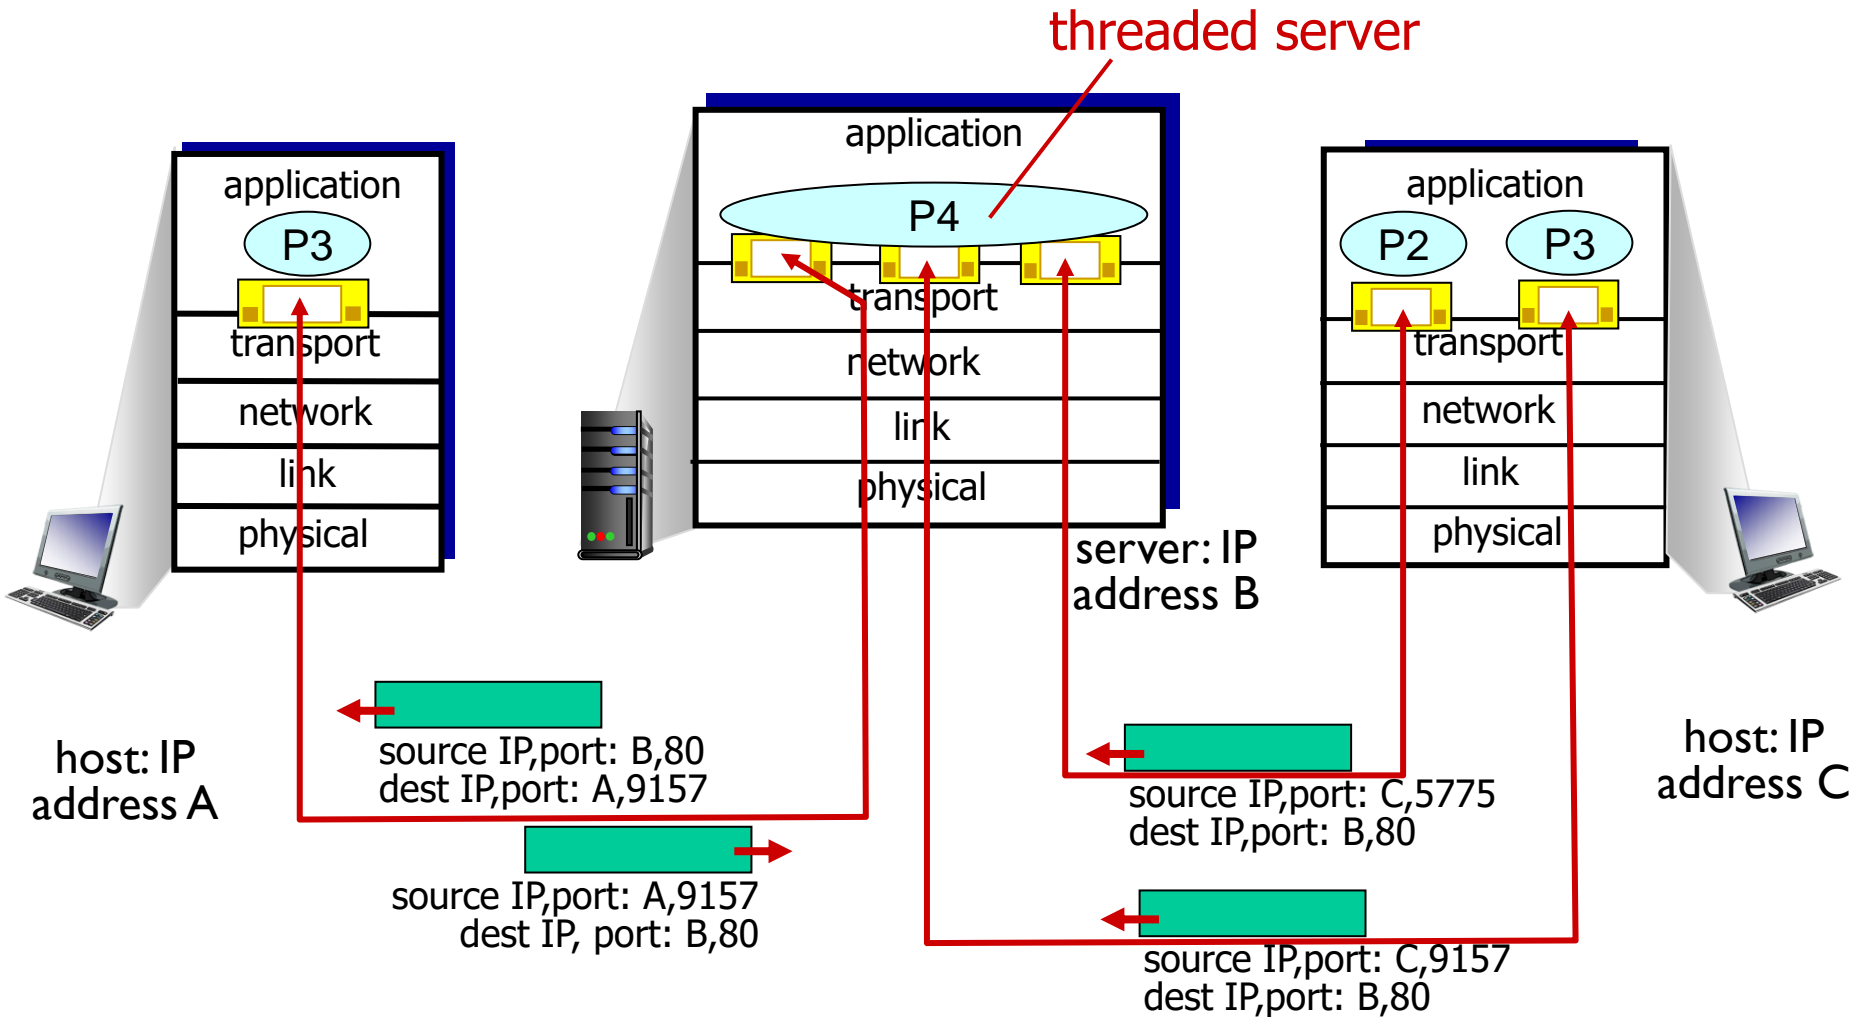 threaded server
application
P3
transport
network
link
physical
application
P4
transport
network
link
physical
application
P2
P3
transport
network
link
physical
server: IP
address B
host: IP
address A
source IP,port: B,80
dest IP,port: A,9157
source IP,port: A,9157
dest IP, port: B,80
source IP,port: C,5775
dest IP,port: B,80
source IP,port: C,9157
dest IP,port: B,80
host: IP
address C